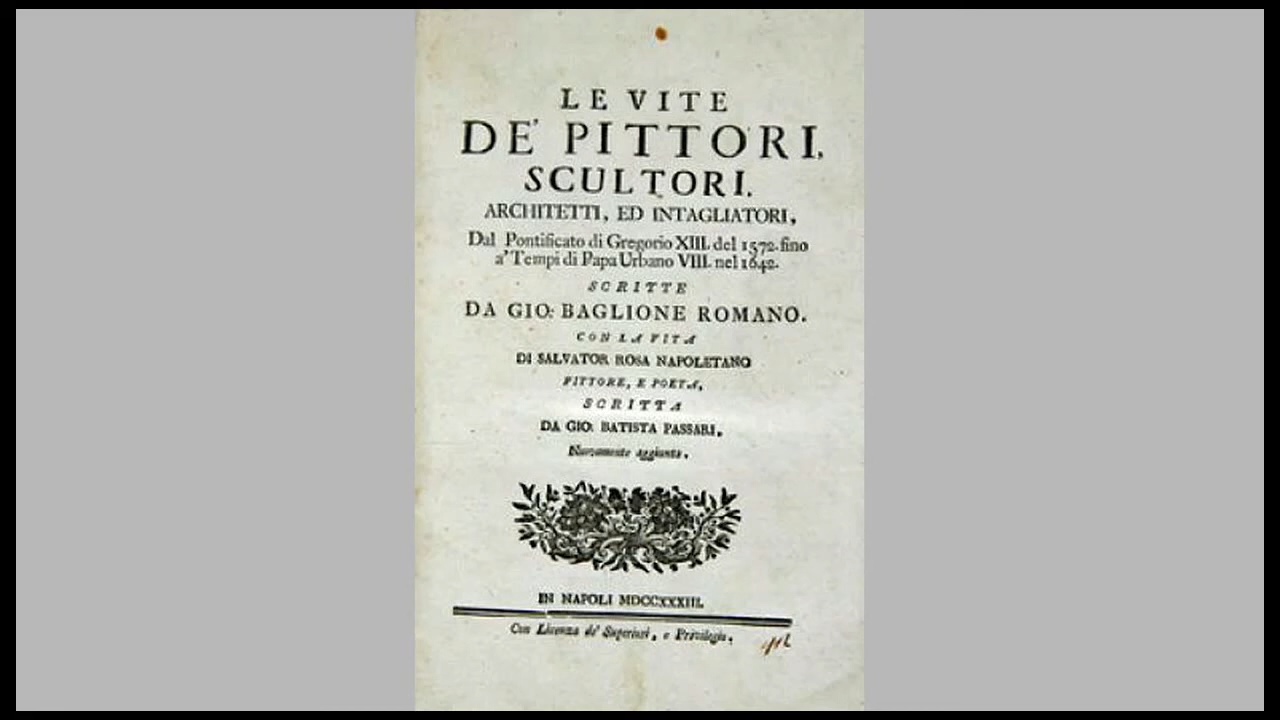 LE VITE
DE' PITTORI,
SCULTORI,
ARCHITETTI, ED INTAGLIATORI,
Dal Pontificato di Gregorio XIII. del 1572. fino
a' Tempi di Papa Urbano VIII. nel 1642.
SCRITTE
DA GIO: BAGLIONE ROMANO.
CON LA VITA
DI SALVATOR ROSA NAPOLETANO
PITTORE, E POETA,
SCRITTA
DA GIO: BATISTA PASSARI,
Nuovamente aggiunta.
IN NAPOLI MDCCXXXIII.
Con Licenza de' Superiori, e Privilegio.